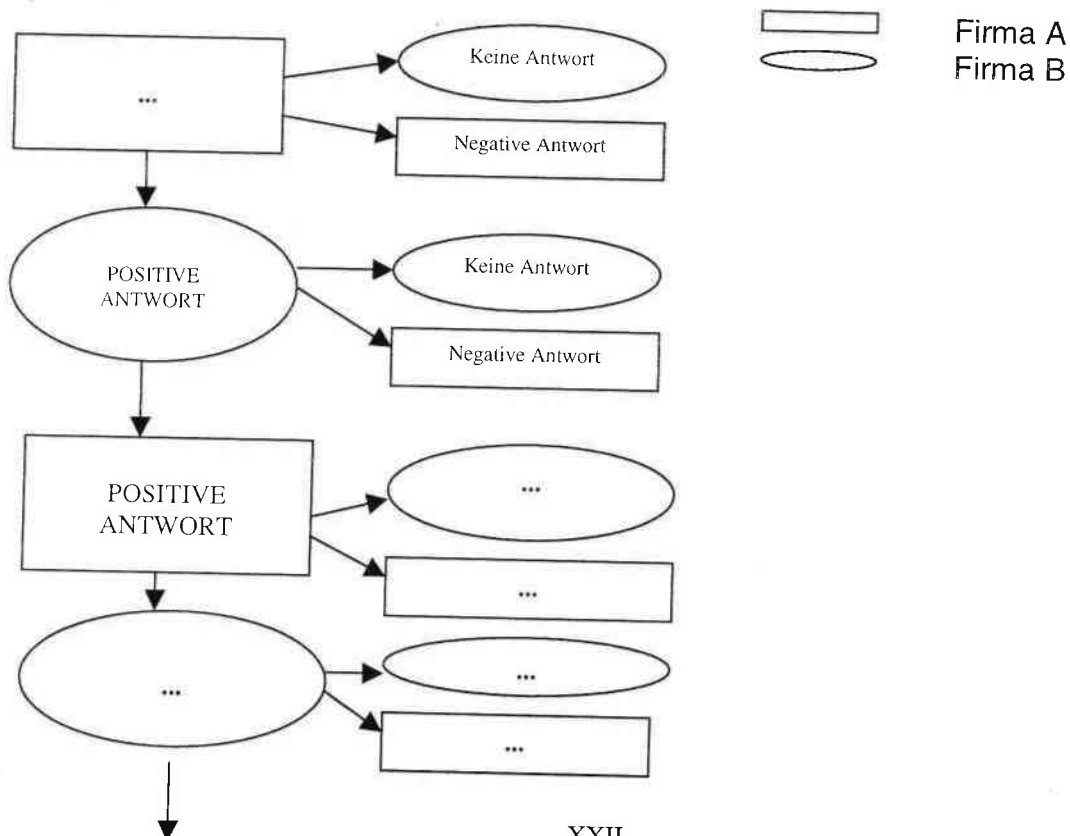 Firma A
Firma B
Keine Antwort
...
Negative Antwort
Keine Antwort
POSITIVE
ANTWORT
Negative Antwort
...
POSITIVE
ANTWORT
...
...
...
...
XXII